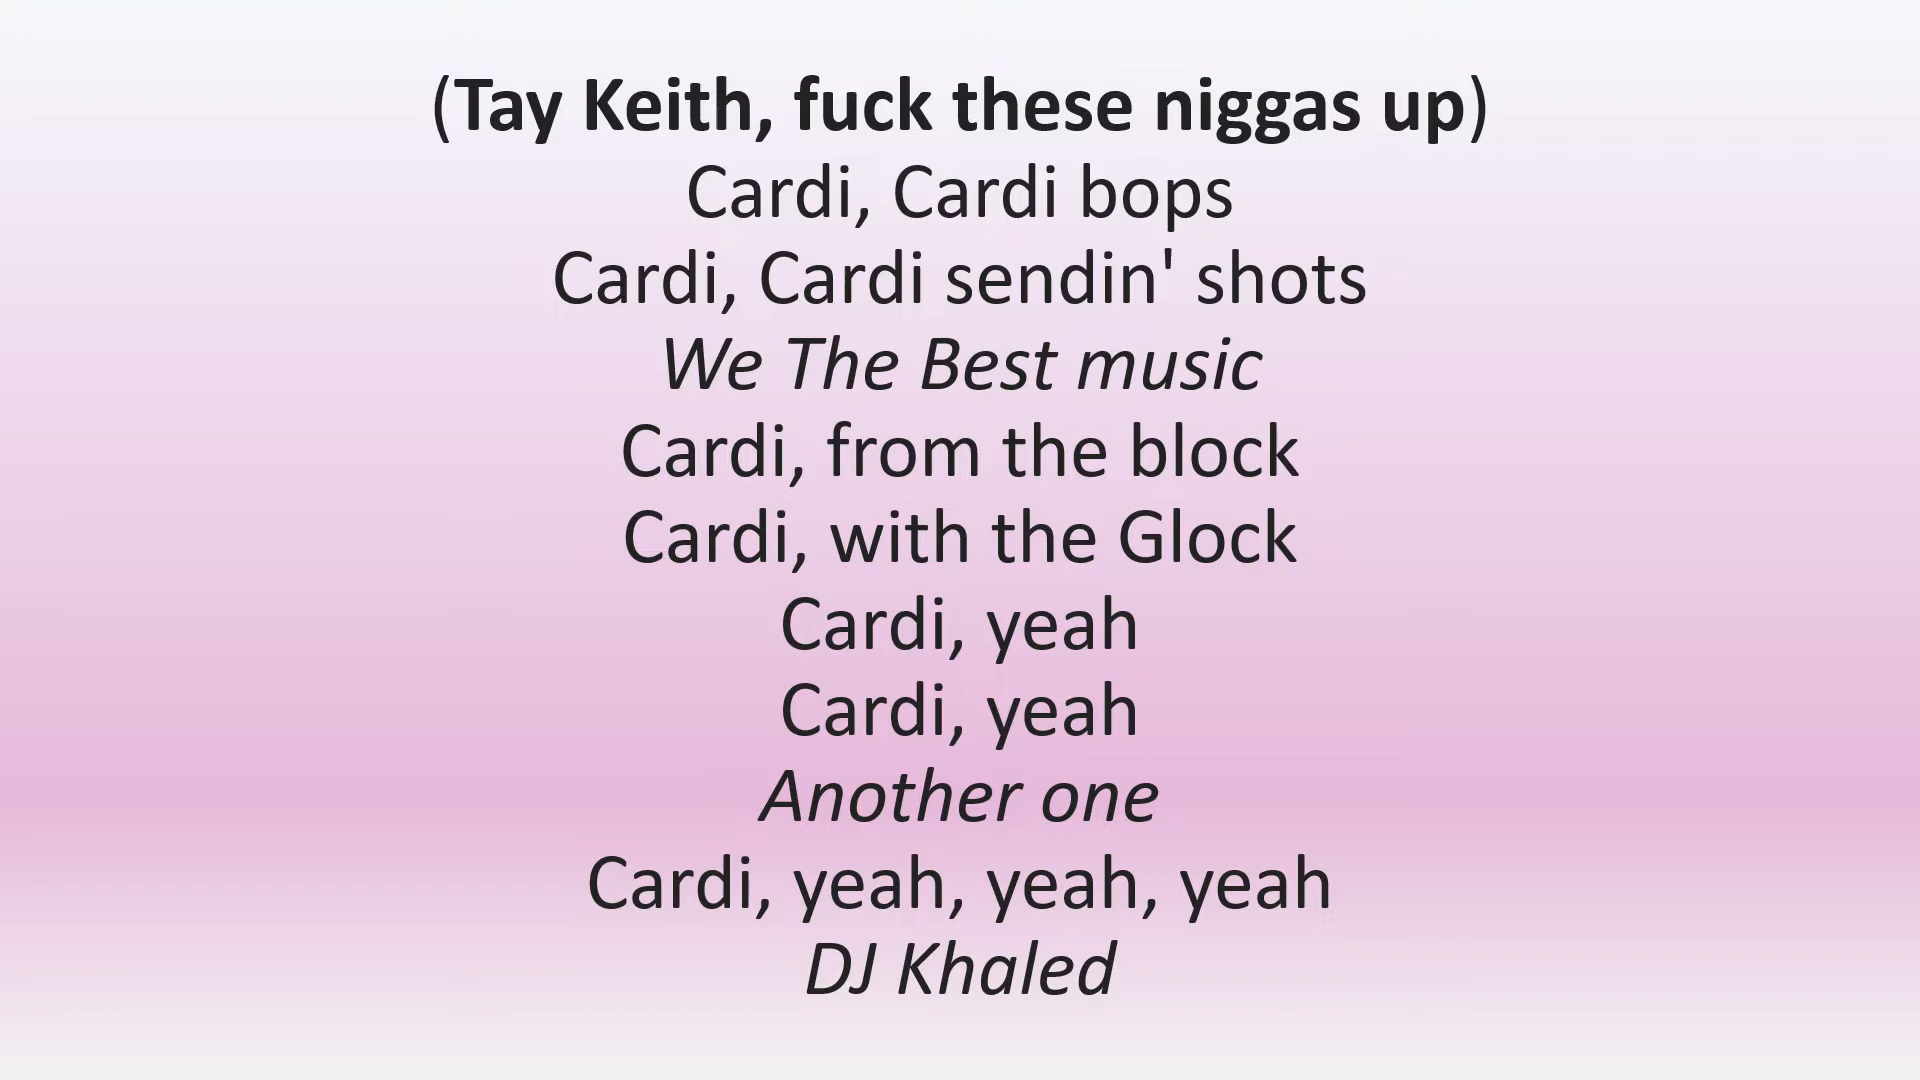 (Tay Keith, fuck these niggas up)
Cardi, Cardi bops
Cardi, Cardi sendin' shots
We The Best music
Cardi, from the block
Cardi, with the Glock
Cardi, yeah
Cardi, yeah
Another one
Cardi, yeah, yeah, yeah
DJ Khaled